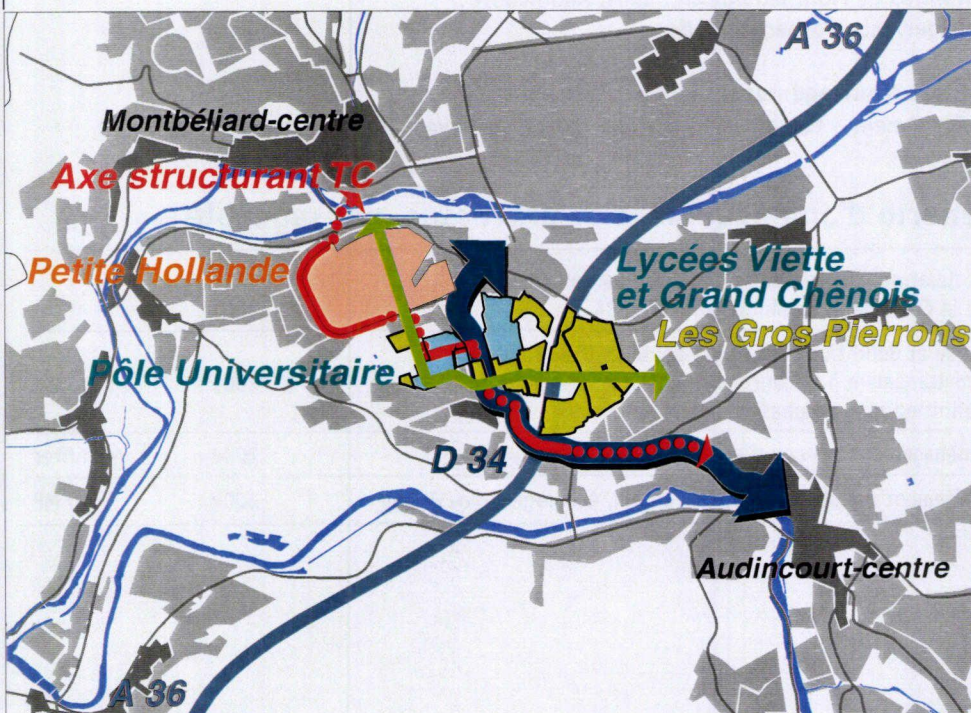 A 36
Montbéliard-centre
Axe structurant TC
Petite Hollande
Lycées Viette
et Grand Chênois
Les Gros Pierrons
Pôle Universitaire
D 34
Audincourt-centre
A 36